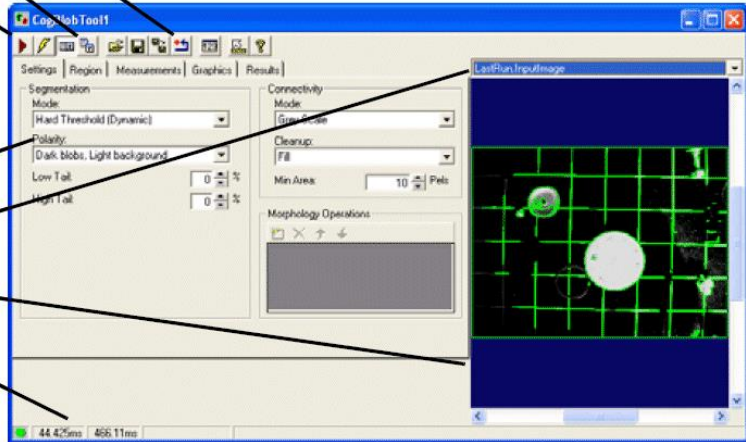 CogBlobTool1
Settings Region Measurements Graphics Results
LastRun.InputImage
Segmentation
Mode:
Hard Threshold (Dynamic)
Polarity:
Dark blobs, Light background
Low Tail: 0 %
High Tail: 0 %
Connectivity
Mode:
Grey Scale
Cleanup:
Fill
Min Area: 10 Pels
Morphology Operations
44.425ms 466.11ms